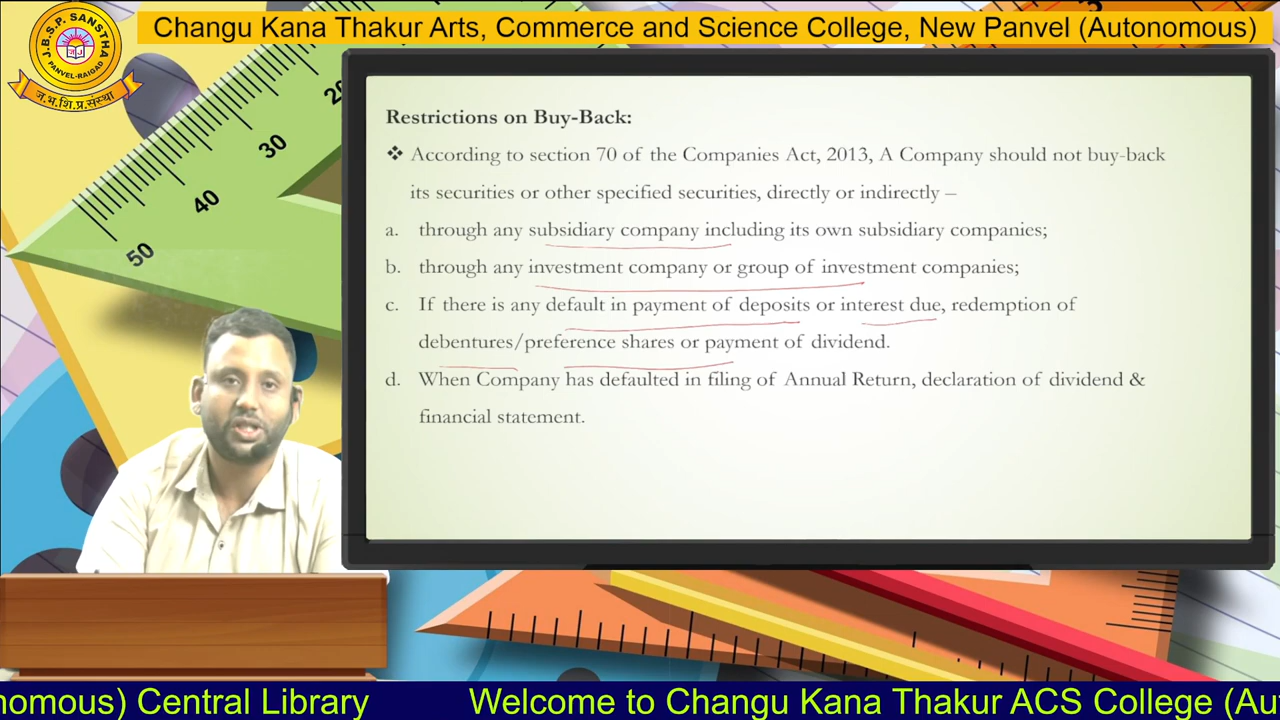 J.B.S.P. SANSTHA
PANVEL-RAIGAD
ज.भ.शि.प्र.संस्था
Changu Kana Thakur Arts, Commerce and Science College, New Panvel (Autonomous)
30
40
50
Restrictions on Buy-Back:
❖ According to section 70 of the Companies Act, 2013, A Company should not buy-back
its securities or other specified securities, directly or indirectly –
a. through any subsidiary company including its own subsidiary companies;
b. through any investment company or group of investment companies;
c. If there is any default in payment of deposits or interest due, redemption of
debentures/preference shares or payment of dividend.
d. When Company has defaulted in filing of Annual Return, declaration of dividend &
financial statement.
nomous) Central Library Welcome to Changu Kana Thakur ACS College (Au